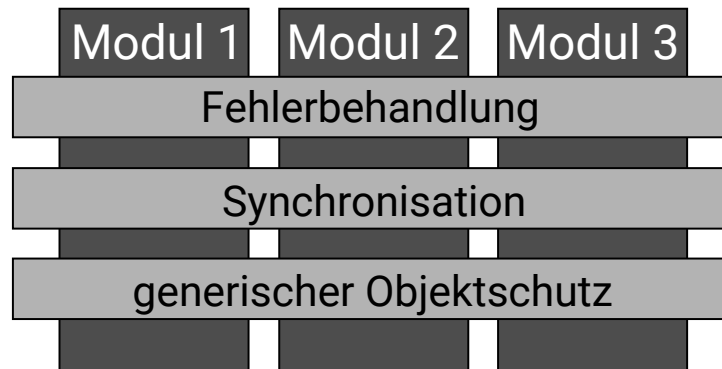 Modul 1 Modul 2 Modul 3
Fehlerbehandlung
Synchronisation
generischer Objektschutz